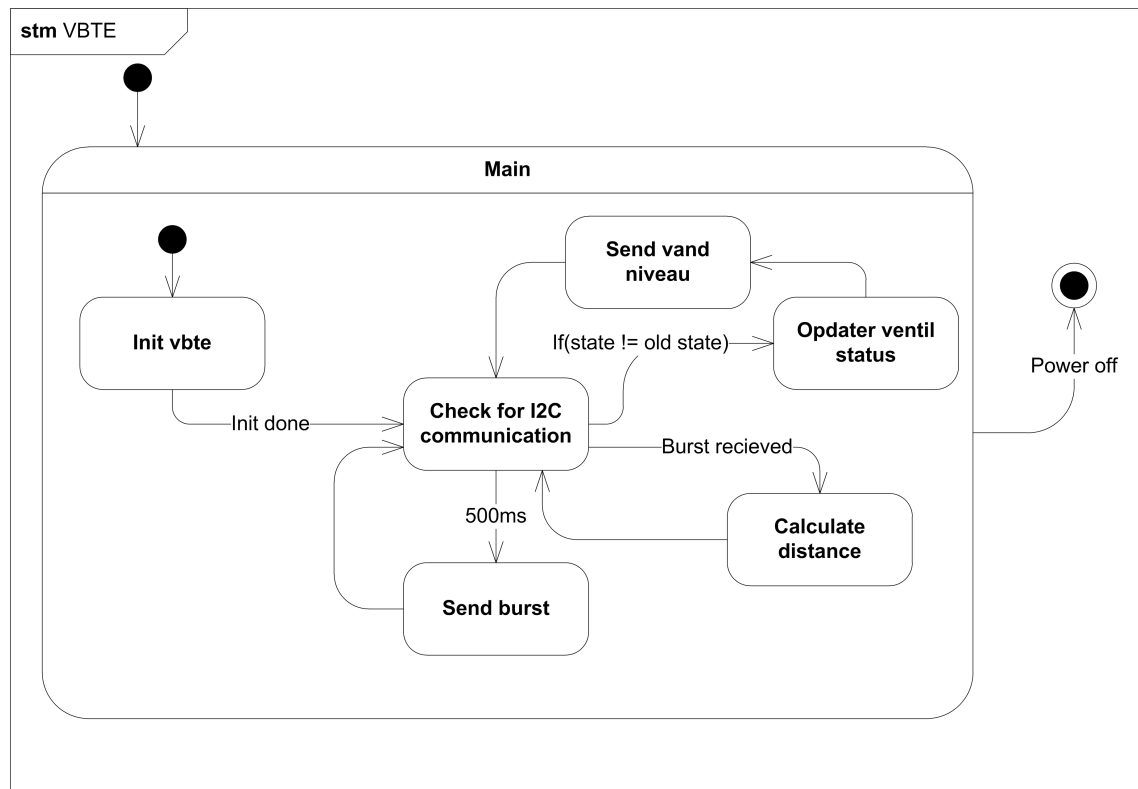 stm VBTE
Main
Send vand
niveau
Init vbte
If(state != old state)
Opdater ventil
status
Power off
Init done
Check for I2C
communication
Burst recieved
500ms
Calculate
distance
Send burst